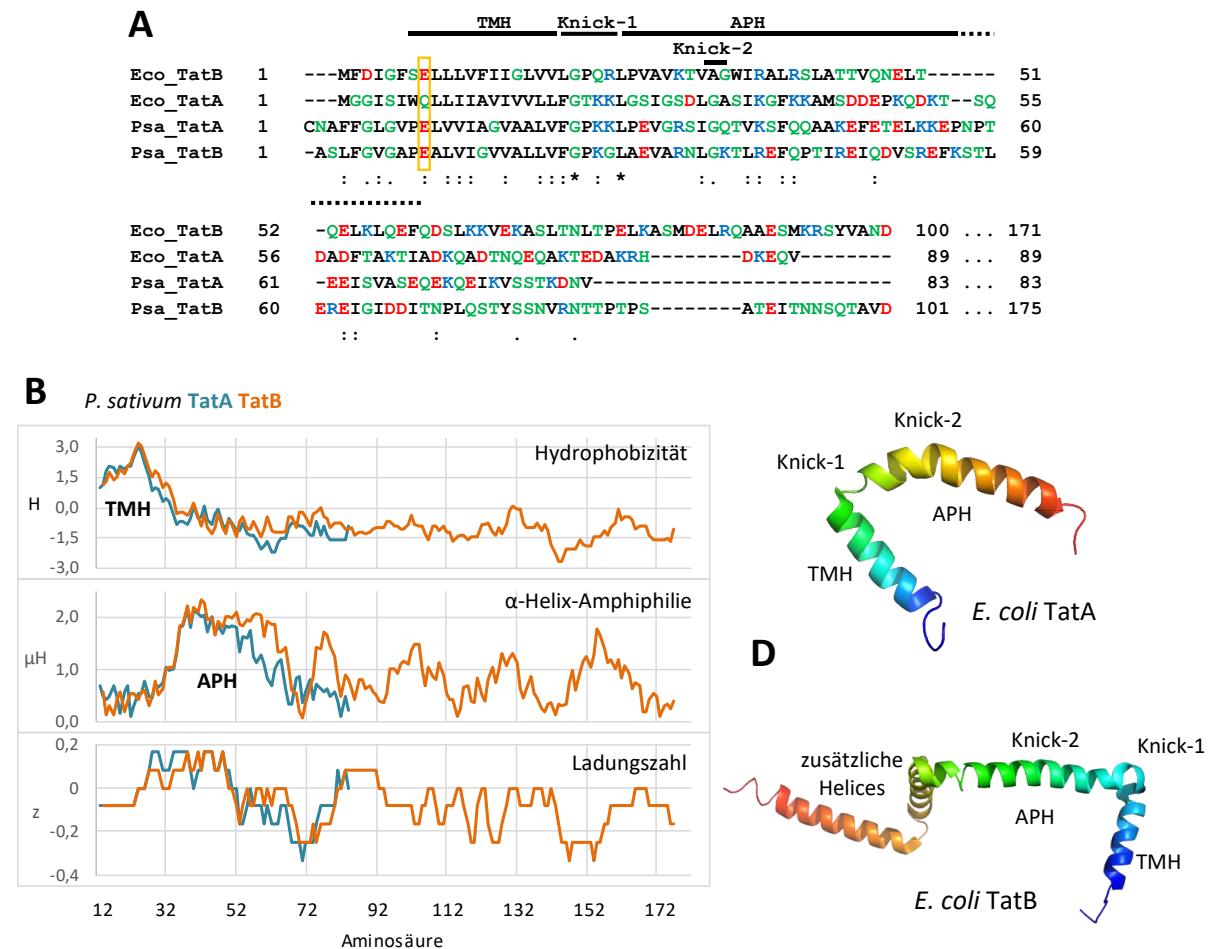 A
TMH Knick-1 APH
Knick-2
Eco_TatB 1 ---MFDIGFSELLLVFIIGLVVLGPQRLPVAVKTVAGWIRALRSLATTVQNELT------ 51
Eco_TatA 1 ---MGGISIWQLLIIAVIVVLLFGTKKLGSIGSDLGASIKGFKKAMSDDEPKQDKT--SQ 55
Psa_TatA 1 CNAFFGLGVPELVVIAGVAALVFGPKKLPEVGRSIGQTVKSFQQAAKEFETELKKEPNPT 60
Psa_TatB 1 -ASLFGVGAPEALVIGVVALLVFGPKGLAEVARNLGKTLREFQPTIREIQDVSREFKSTL 59
: .:. : ::: : :::* : * :. :: :: :
Eco_TatB 52 -QELKLQEFQDSLKKVEKASLTNLTPELKASMDELRQAAESMKRSYVAND 100 ... 171
Eco_TatA 56 DADFTAKTIADKQADTNQEQAKTEDAKRH--------DKEQV-------- 89 ... 89
Psa_TatA 61 -EEISVASEQEKQEIKVSSTKDNV-------------------------- 83 ... 83
Psa_TatB 60 EREIGIDDITNPLQSTYSSNVRNTTPTPS--------ATEITNNSQTAVD 101 ... 175
:: : . .
B
P. sativum TatA TatB
Hydrophobizität
3,0
1,5
H 0,0
-1,5
-3,0
TMH
α-Helix-Amphiphilie
2,0
µH 1,0
0,0
APH
Ladungszahl
0,2
0
z -0,2
-0,4
12 32 52 72 92 112 132 152 172
Aminosäure
Knick-2
Knick-1
APH
TMH
E. coli TatA
D
Knick-2 Knick-1
zusätzliche
Helices
APH
TMH
E. coli TatB